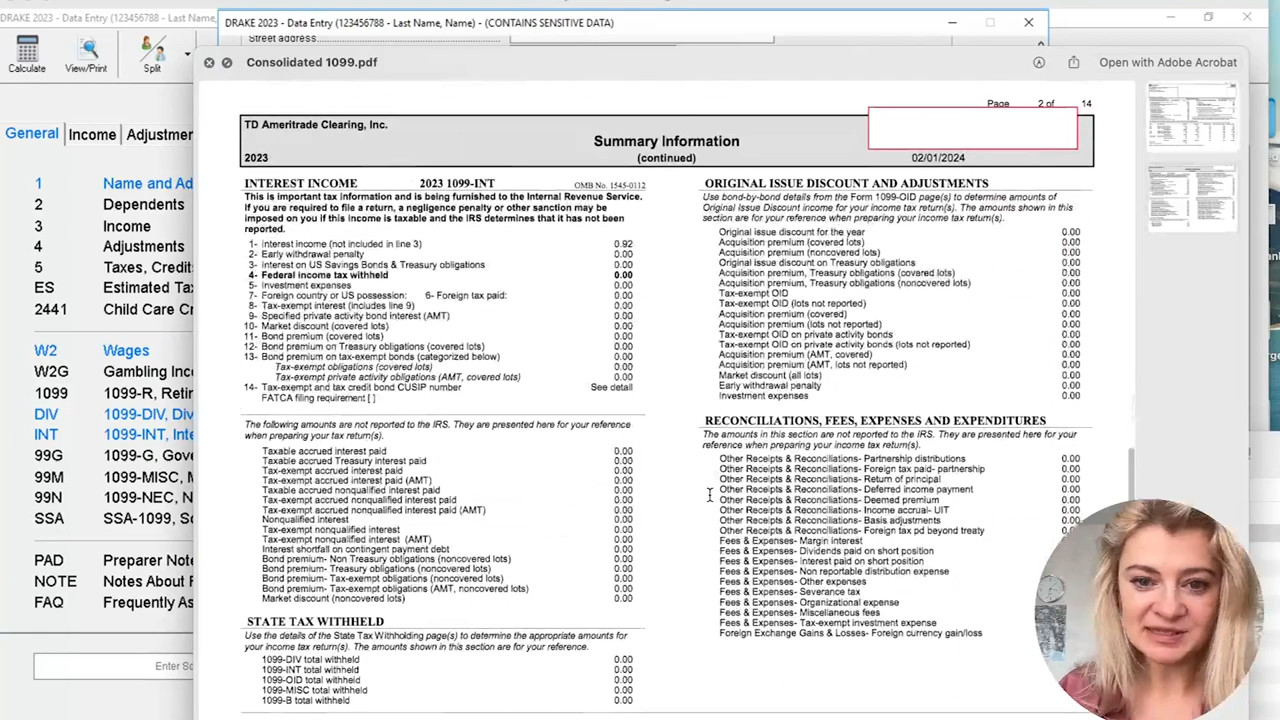 DRAKE 2023 - Data Entry (123456788 - Last Name, Name)
DRAKE 2023 - Data Entry (123456788 - Last Name, Name) - (CONTAINS SENSITIVE DATA)
Street address
Calculate
View/Print
Split
Consolidated 1099.pdf
Open with Adobe Acrobat
General
Income
Adjustmen
1 Name and Ad
2 Dependents
3 Income
4 Adjustments
5 Taxes, Credits
ES Estimated Tax
2441 Child Care Cr
W2 Wages
W2G Gambling Inc
1099 1099-R, Retir
DIV 1099-DIV, Div
INT 1099-INT, Inte
99G 1099-G, Gove
99M 1099-MISC, M
99N 1099-NEC, N
SSA SSA-1099, So
PAD Preparer Note
NOTE Notes About R
FAQ Frequently As
Enter Sc
Page 2 of 14
TD Ameritrade Clearing, Inc.
Summary Information
2023 (continued) 02/01/2024
INTEREST INCOME 2023 1099-INT OMB No. 1545-0112
This is important tax information and is being furnished to the Internal Revenue Service.
If you are required to file a return, a negligence penalty or other sanction may be
imposed on you if this income is taxable and the IRS determines that it has not been
reported.
1- Interest income (not included in line 3) 0.92
2- Early withdrawal penalty 0.00
3- Interest on US Savings Bonds & Treasury obligations 0.00
4- Federal income tax withheld 0.00
5- Investment expenses 0.00
7- Foreign country or US possession: 6- Foreign tax paid:
8- Tax-exempt interest (includes line 9) 0.00
9- Specified private activity bond interest (AMT) 0.00
10- Market discount (covered lots) 0.00
11- Bond premium (covered lots) 0.00
12- Bond premium on Treasury obligations (covered lots) 0.00
13- Bond premium on tax-exempt bonds (categorized below) 0.00
Tax-exempt obligations (covered lots) 0.00
Tax-exempt private activity obligations (AMT, covered lots) 0.00
14- Tax-exempt and tax credit bond CUSIP number See detail
FATCA filing requirement [ ]
The following amounts are not reported to the IRS. They are presented here for your reference
when preparing your tax return(s).
Taxable accrued interest paid 0.00
Taxable accrued Treasury interest paid 0.00
Tax-exempt accrued interest paid 0.00
Tax-exempt accrued interest paid (AMT) 0.00
Taxable accrued nonqualified interest paid 0.00
Tax-exempt accrued nonqualified interest paid 0.00
Tax-exempt accrued nonqualified interest paid (AMT) 0.00
Nonqualified interest 0.00
Tax-exempt nonqualified interest 0.00
Tax-exempt nonqualified interest (AMT) 0.00
Interest shortfall on contingent payment debt 0.00
Bond premium- Non Treasury obligations (noncovered lots) 0.00
Bond premium- Treasury obligations (noncovered lots) 0.00
Bond premium- Tax-exempt obligations (noncovered lots) 0.00
Bond premium- Tax-exempt obligations (AMT, noncovered lots) 0.00
Market discount (noncovered lots) 0.00
STATE TAX WITHHELD
Use the details of the State Tax Withholding page(s) to determine the appropriate amounts for
your income tax return(s). The amounts shown in this section are for your reference.
1099-DIV total withheld 0.00
1099-INT total withheld 0.00
1099-OID total withheld 0.00
1099-MISC total withheld 0.00
1099-B total withheld 0.00
ORIGINAL ISSUE DISCOUNT AND ADJUSTMENTS
Use bond-by-bond details from the Form 1099-OID page(s) to determine amounts of
Original Issue Discount income for your income tax return(s). The amounts shown in this
section are for your reference when preparing your income tax return(s).
Original issue discount for the year 0.00
Acquisition premium (covered lots) 0.00
Acquisition premium (noncovered lots) 0.00
Original issue discount on Treasury obligations 0.00
Acquisition premium, Treasury obligations (covered lots) 0.00
Acquisition premium, Treasury obligations (noncovered lots) 0.00
Tax-exempt OID 0.00
Tax-exempt OID (lots not reported) 0.00
Acquisition premium (covered) 0.00
Acquisition premium (lots not reported) 0.00
Tax-exempt OID on private activity bonds 0.00
Tax-exempt OID on private activity bonds (lots not reported) 0.00
Acquisition premium (AMT, covered) 0.00
Acquisition premium (AMT, lots not reported) 0.00
Market discount (all lots) 0.00
Early withdrawal penalty 0.00
Investment expenses 0.00
RECONCILIATIONS, FEES, EXPENSES AND EXPENDITURES
The amounts in this section are not reported to the IRS. They are presented here for your
reference when preparing your income tax return(s).
Other Receipts & Reconciliations- Partnership distributions 0.00
Other Receipts & Reconciliations- Foreign tax paid- partnership 0.00
Other Receipts & Reconciliations- Return of principal 0.00
Other Receipts & Reconciliations- Deferred income payment 0.00
Other Receipts & Reconciliations- Deemed premium 0.00
Other Receipts & Reconciliations- Income accrual- UIT 0.00
Other Receipts & Reconciliations- Basis adjustments 0.00
Other Receipts & Reconciliations- Foreign tax pd beyond treaty 0.00
Fees & Expenses- Margin interest
Fees & Expenses- Dividends paid on short position
Fees & Expenses- Interest paid on short position
Fees & Expenses- Non reportable distribution expense
Fees & Expenses- Other expenses
Fees & Expenses- Severance tax
Fees & Expenses- Organizational expense
Fees & Expenses- Miscellaneous fees
Fees & Expenses- Tax-exempt investment expense
Foreign Exchange Gains & Losses- Foreign currency gain/loss